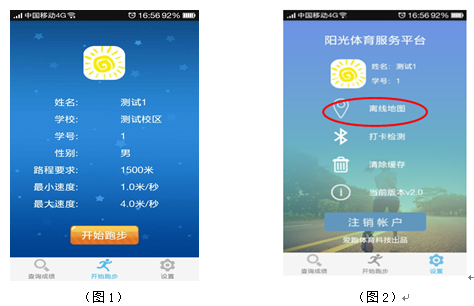 中国移动4G 16:56 92%
姓名: 测试1
学校: 测试校区
学号: 1
性别: 男
路程要求: 1500米
最小速度: 1.0米/秒
最大速度: 4.0米/秒
开始跑步
查询成绩 开始跑步 设置
（图1）
中国移动4G 16:56 92%
阳光体育服务平台
姓名: 测试1
学号: 1
离线地图
打卡检测
清除缓存
当前版本v2.0
注销帐户
爱跑体育科技出品
查询成绩 开始跑步 设置
（图2）